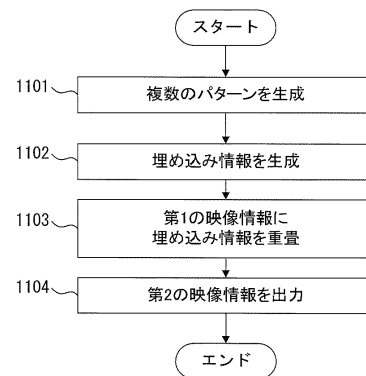 スタート
1101
複数のパターンを生成
1102
埋め込み情報を生成
1103
第1の映像情報に
埋め込み情報を重畳
1104
第2の映像情報を出力
エンド